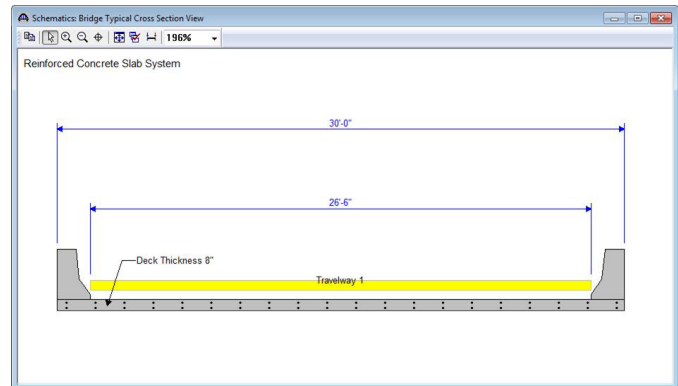 Schematics: Bridge Typical Cross Section View
196%
Reinforced Concrete Slab System
30'-0"
26'-6"
Deck Thickness 8"
Travelway 1